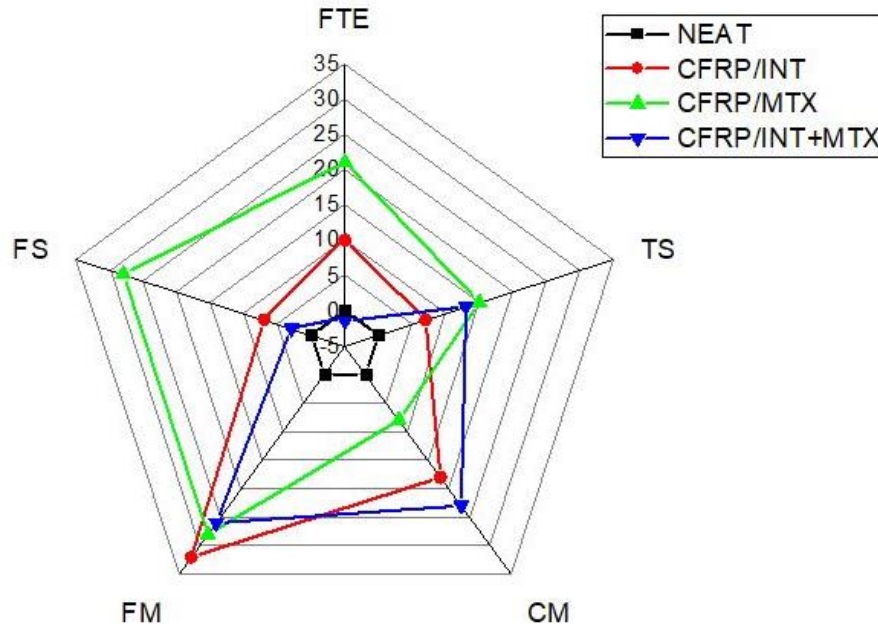 FTE
35
30
25
20
15
10
5
0
-5
NEAT
CFRP/INT
CFRP/MTX
CFRP/INT+MTX
FS
TS
FM
CM